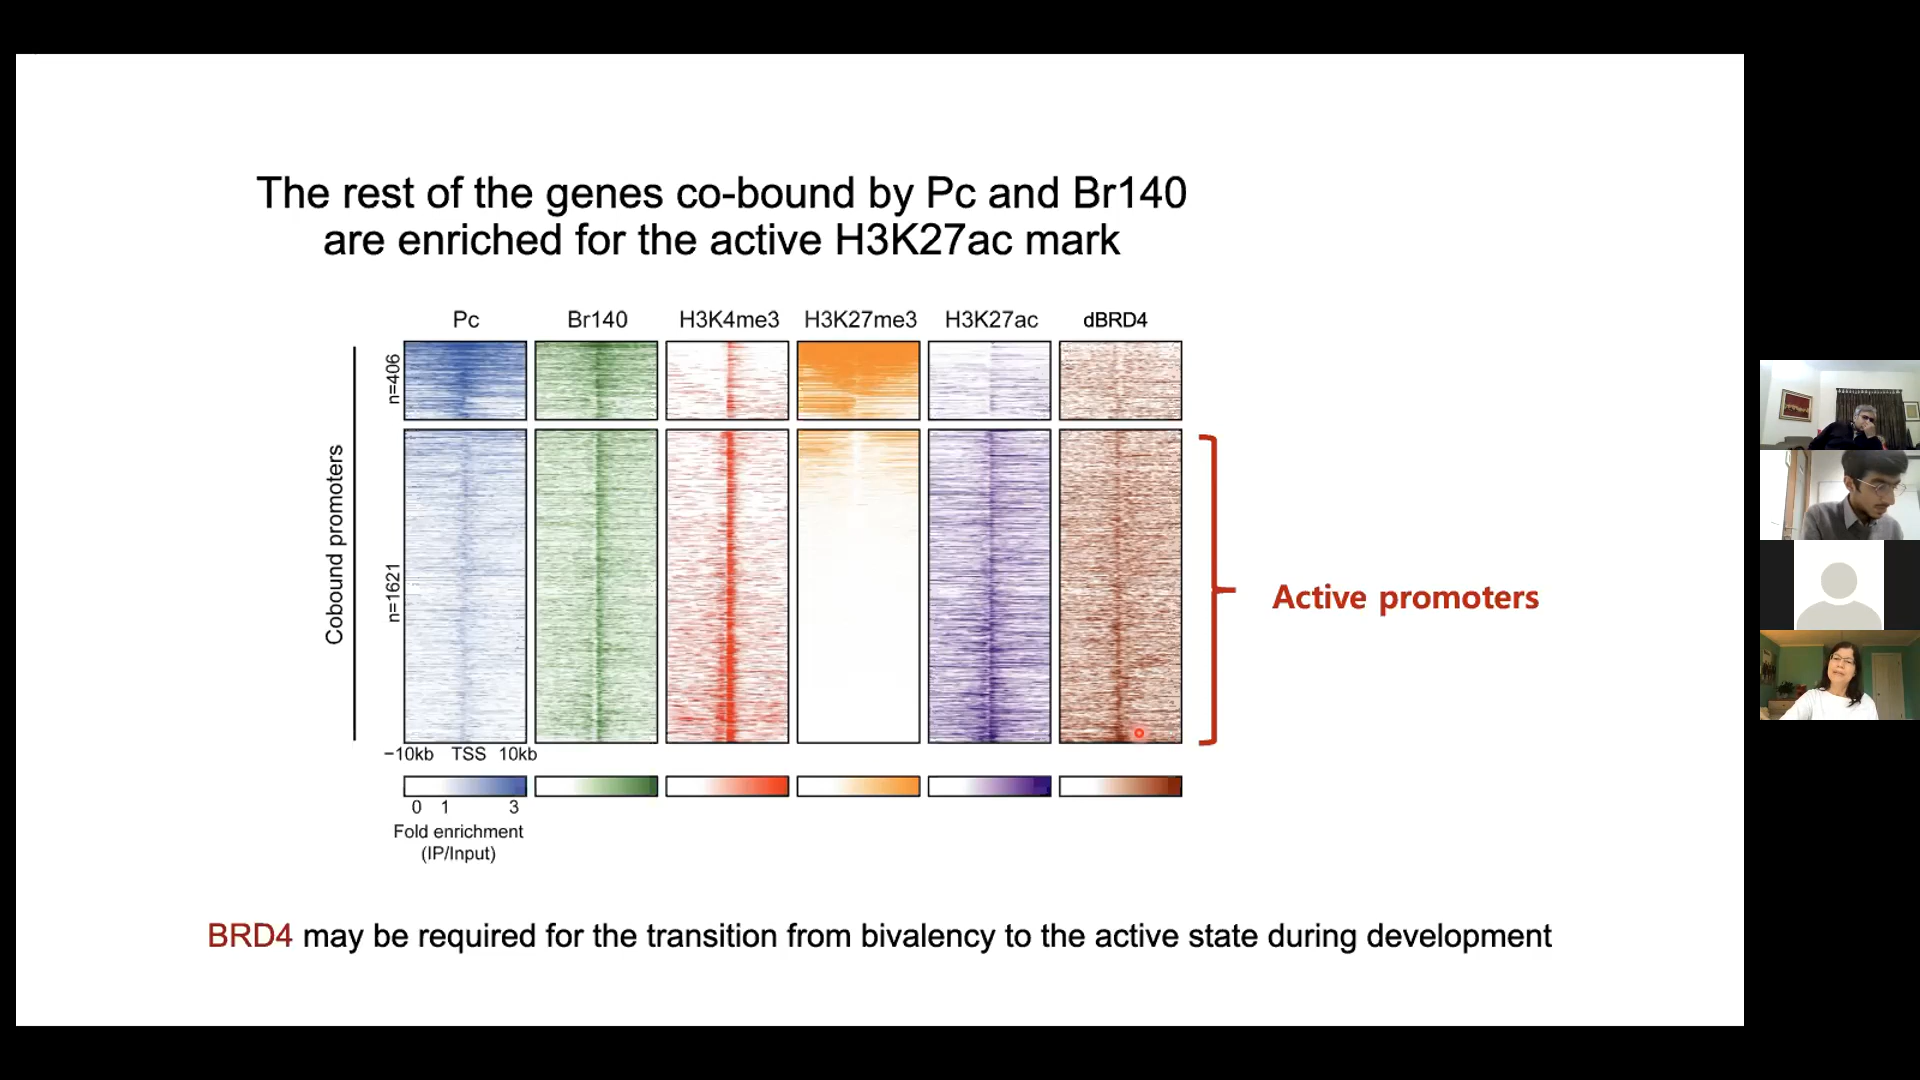 The rest of the genes co-bound by Pc and Br140
are enriched for the active H3K27ac mark
Pc
Br140
H3K4me3
H3K27me3
H3K27ac
dBRD4
Cobound promoters
n=406
n=1621
−10kb TSS 10kb
0 1 3
Fold enrichment
(IP/Input)
Active promoters
BRD4 may be required for the transition from bivalency to the active state during development